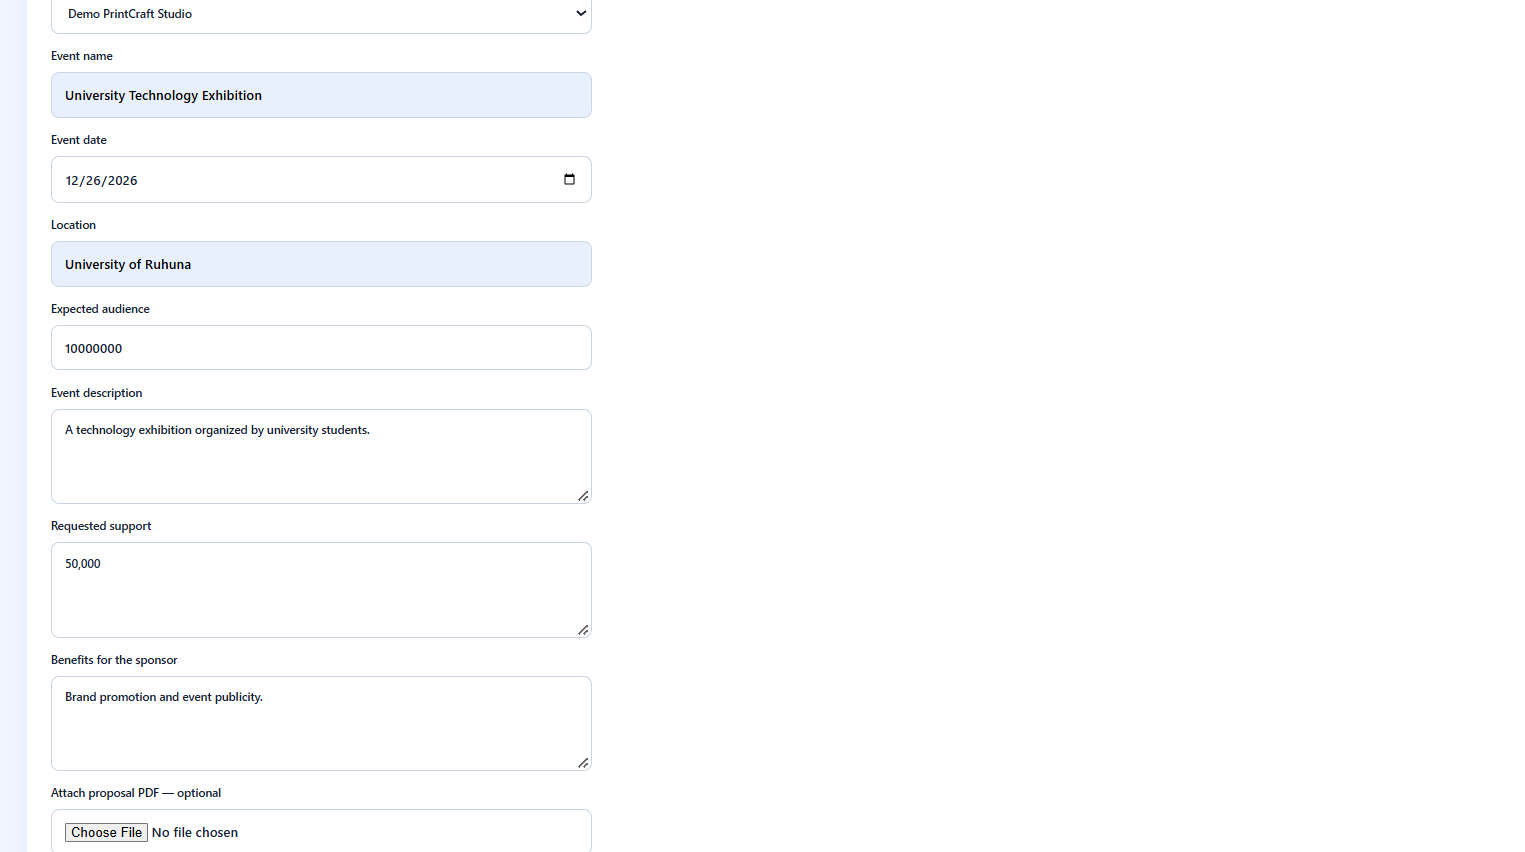 Demo PrintCraft Studio
Event name
University Technology Exhibition
Event date
12/26/2026
Location
University of Ruhuna
Expected audience
10000000
Event description
A technology exhibition organized by university students.
Requested support
50,000
Benefits for the sponsor
Brand promotion and event publicity.
Attach proposal PDF — optional
Choose File No file chosen